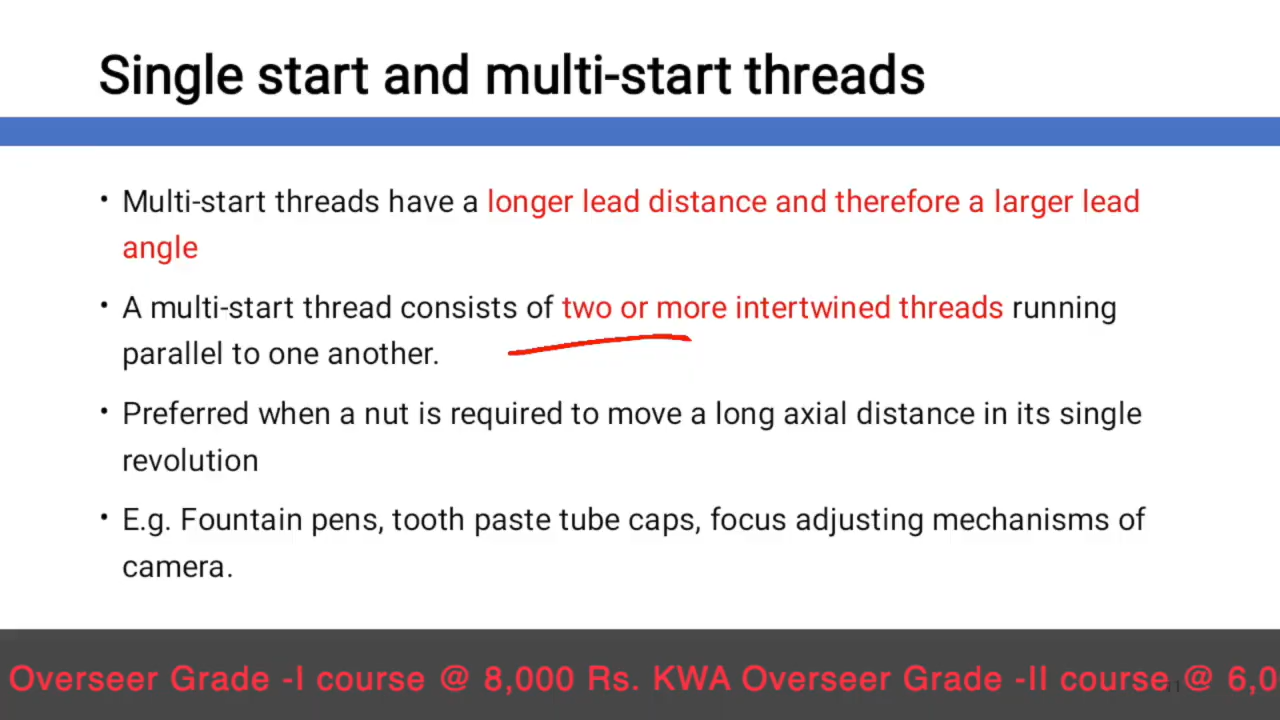 Single start and multi-start threads
• Multi-start threads have a longer lead distance and therefore a larger lead
angle
• A multi-start thread consists of two or more intertwined threads running
parallel to one another.
• Preferred when a nut is required to move a long axial distance in its single
revolution
• E.g. Fountain pens, tooth paste tube caps, focus adjusting mechanisms of
camera.
Overseer Grade -I course @ 8,000 Rs. KWA Overseer Grade -II course @ 6,0